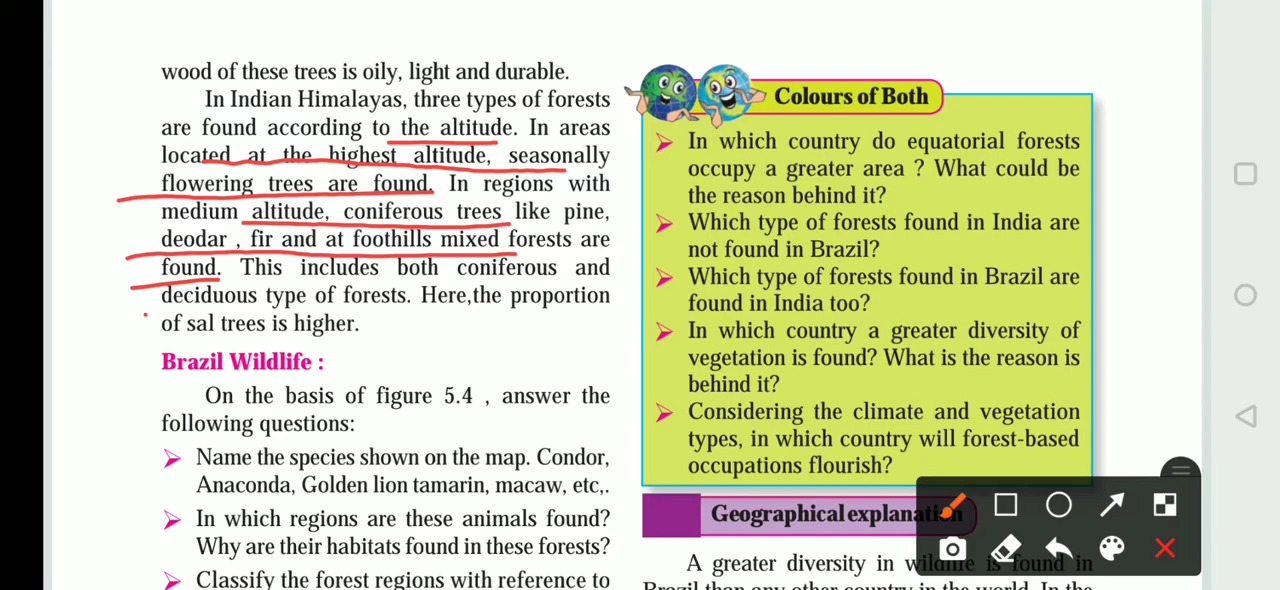 wood of these trees is oily, light and durable.
In Indian Himalayas, three types of forests
are found according to the altitude. In areas
located at the highest altitude, seasonally
flowering trees are found. In regions with
medium altitude, coniferous trees like pine,
deodar , fir and at foothills mixed forests are
found. This includes both coniferous and
deciduous type of forests. Here,the proportion
of sal trees is higher.
Brazil Wildlife :
On the basis of figure 5.4 , answer the
following questions:
➤ Name the species shown on the map. Condor,
Anaconda, Golden lion tamarin, macaw, etc,.
➤ In which regions are these animals found?
Why are their habitats found in these forests?
➤ Classify the forest regions with reference to
Colours of Both
➤ In which country do equatorial forests
occupy a greater area ? What could be
the reason behind it?
➤ Which type of forests found in India are
not found in Brazil?
➤ Which type of forests found in Brazil are
found in India too?
➤ In which country a greater diversity of
vegetation is found? What is the reason is
behind it?
➤ Considering the climate and vegetation
types, in which country will forest-based
occupations flourish?
Geographical explanation
A greater diversity in wildlife is found in
Brazil than any other country in the world. In the